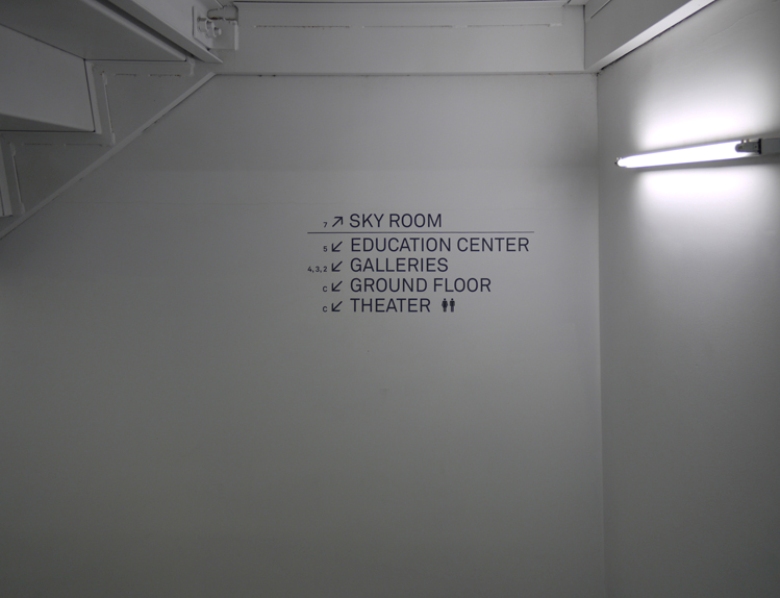 7 ↗ SKY ROOM
5 ↙ EDUCATION CENTER
4,3,2 ↙ GALLERIES
C ↙ GROUND FLOOR
C ↙ THEATER